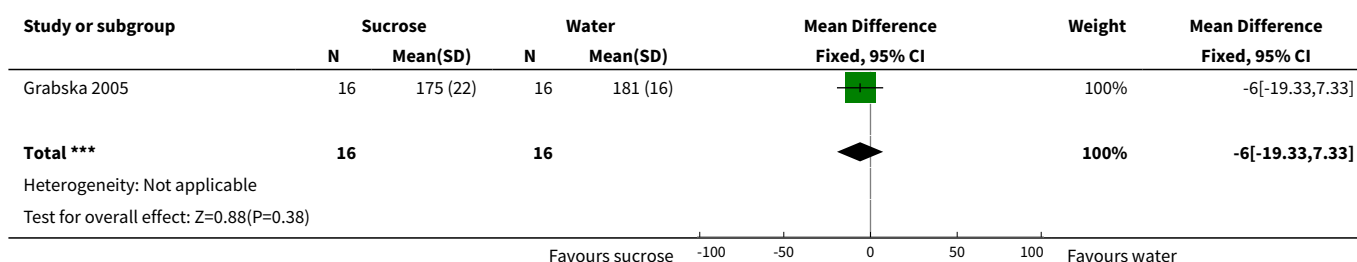 Study or subgroup Sucrose Water Mean Difference Weight Mean Difference
N Mean(SD) N Mean(SD) Fixed, 95% CI Fixed, 95% CI
Grabska 2005 16 175 (22) 16 181 (16) 100% -6[-19.33,7.33]
Total *** 16 16 100% -6[-19.33,7.33]
Heterogeneity: Not applicable
Test for overall effect: Z=0.88(P=0.38)
Favours sucrose -100 -50 0 50 100 Favours water